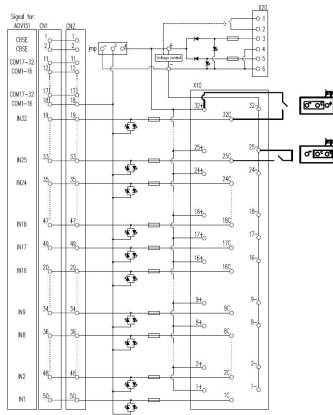 Signal for:
ADV151 CN1 CN2
X20
CBSE 1 1
CBSE 2 2
jmp
Voltage control
1
2
3
4
5
6
COM17-32 11 11
COM1-16 12 12
COM17-32 17 17
COM1-16 18 18
X10
32+ 32-
jmp
IN32 19 19 32C
jmp
25+ 25-
IN25 33 33 25C
24+ 24-
IN24 35 35 24C
18+ 18-
IN18 47 47 18C
17+ 17-
IN17 49 49 17C
16+ 16-
IN16 20 20 16C
9+ 9-
IN9 34 34 9C
8+ 8-
IN8 36 36 8C
2+ 2-
IN2 48 48 2C
1+ 1-
IN1 50 50 1C